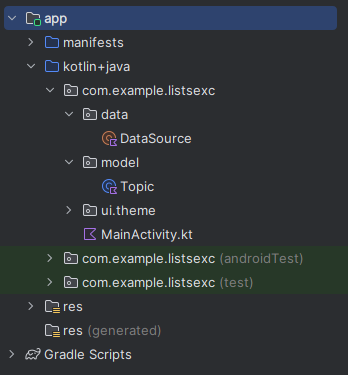 app
manifests
kotlin+java
com.example.listsexc
data
DataSource
model
Topic
ui.theme
MainActivity.kt
com.example.listsexc (androidTest)
com.example.listsexc (test)
res
res (generated)
Gradle Scripts